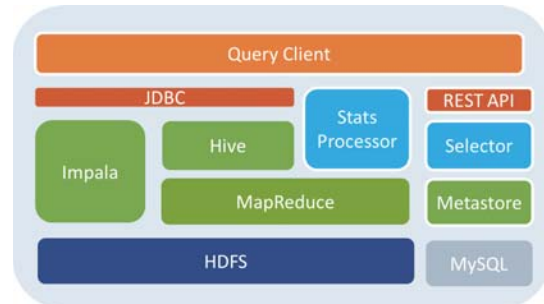 Query Client
JDBC
REST API
Stats
Processor
Impala
Hive
Selector
MapReduce
Metastore
HDFS
MySQL